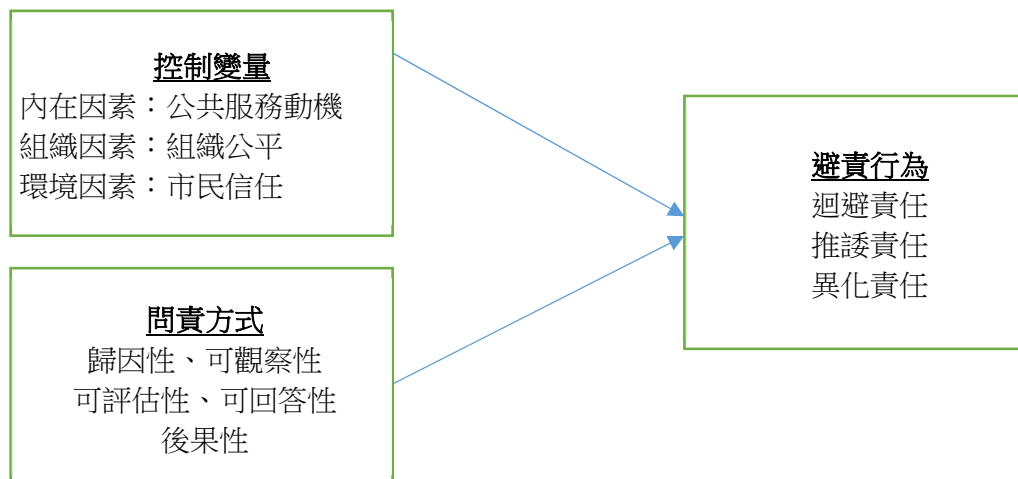 控制變量
內在因素：公共服務動機
組織因素：組織公平
環境因素：市民信任
問責方式
歸因性、可觀察性
可評估性、可回答性
後果性
避責行為
迴避責任
推諉責任
異化責任